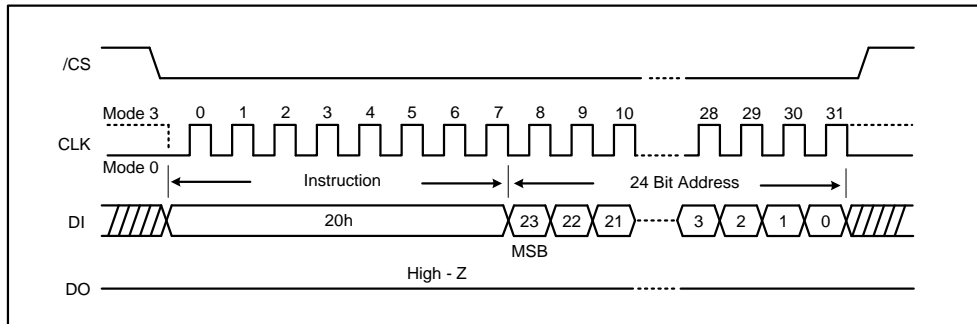 /CS
Mode 3 0 1 2 3 4 5 6 7 8 9 10 28 29 30 31
CLK
Mode 0
Instruction 24 Bit Address
DI 20h 23 22 21 3 2 1 0
MSB
High - Z
DO